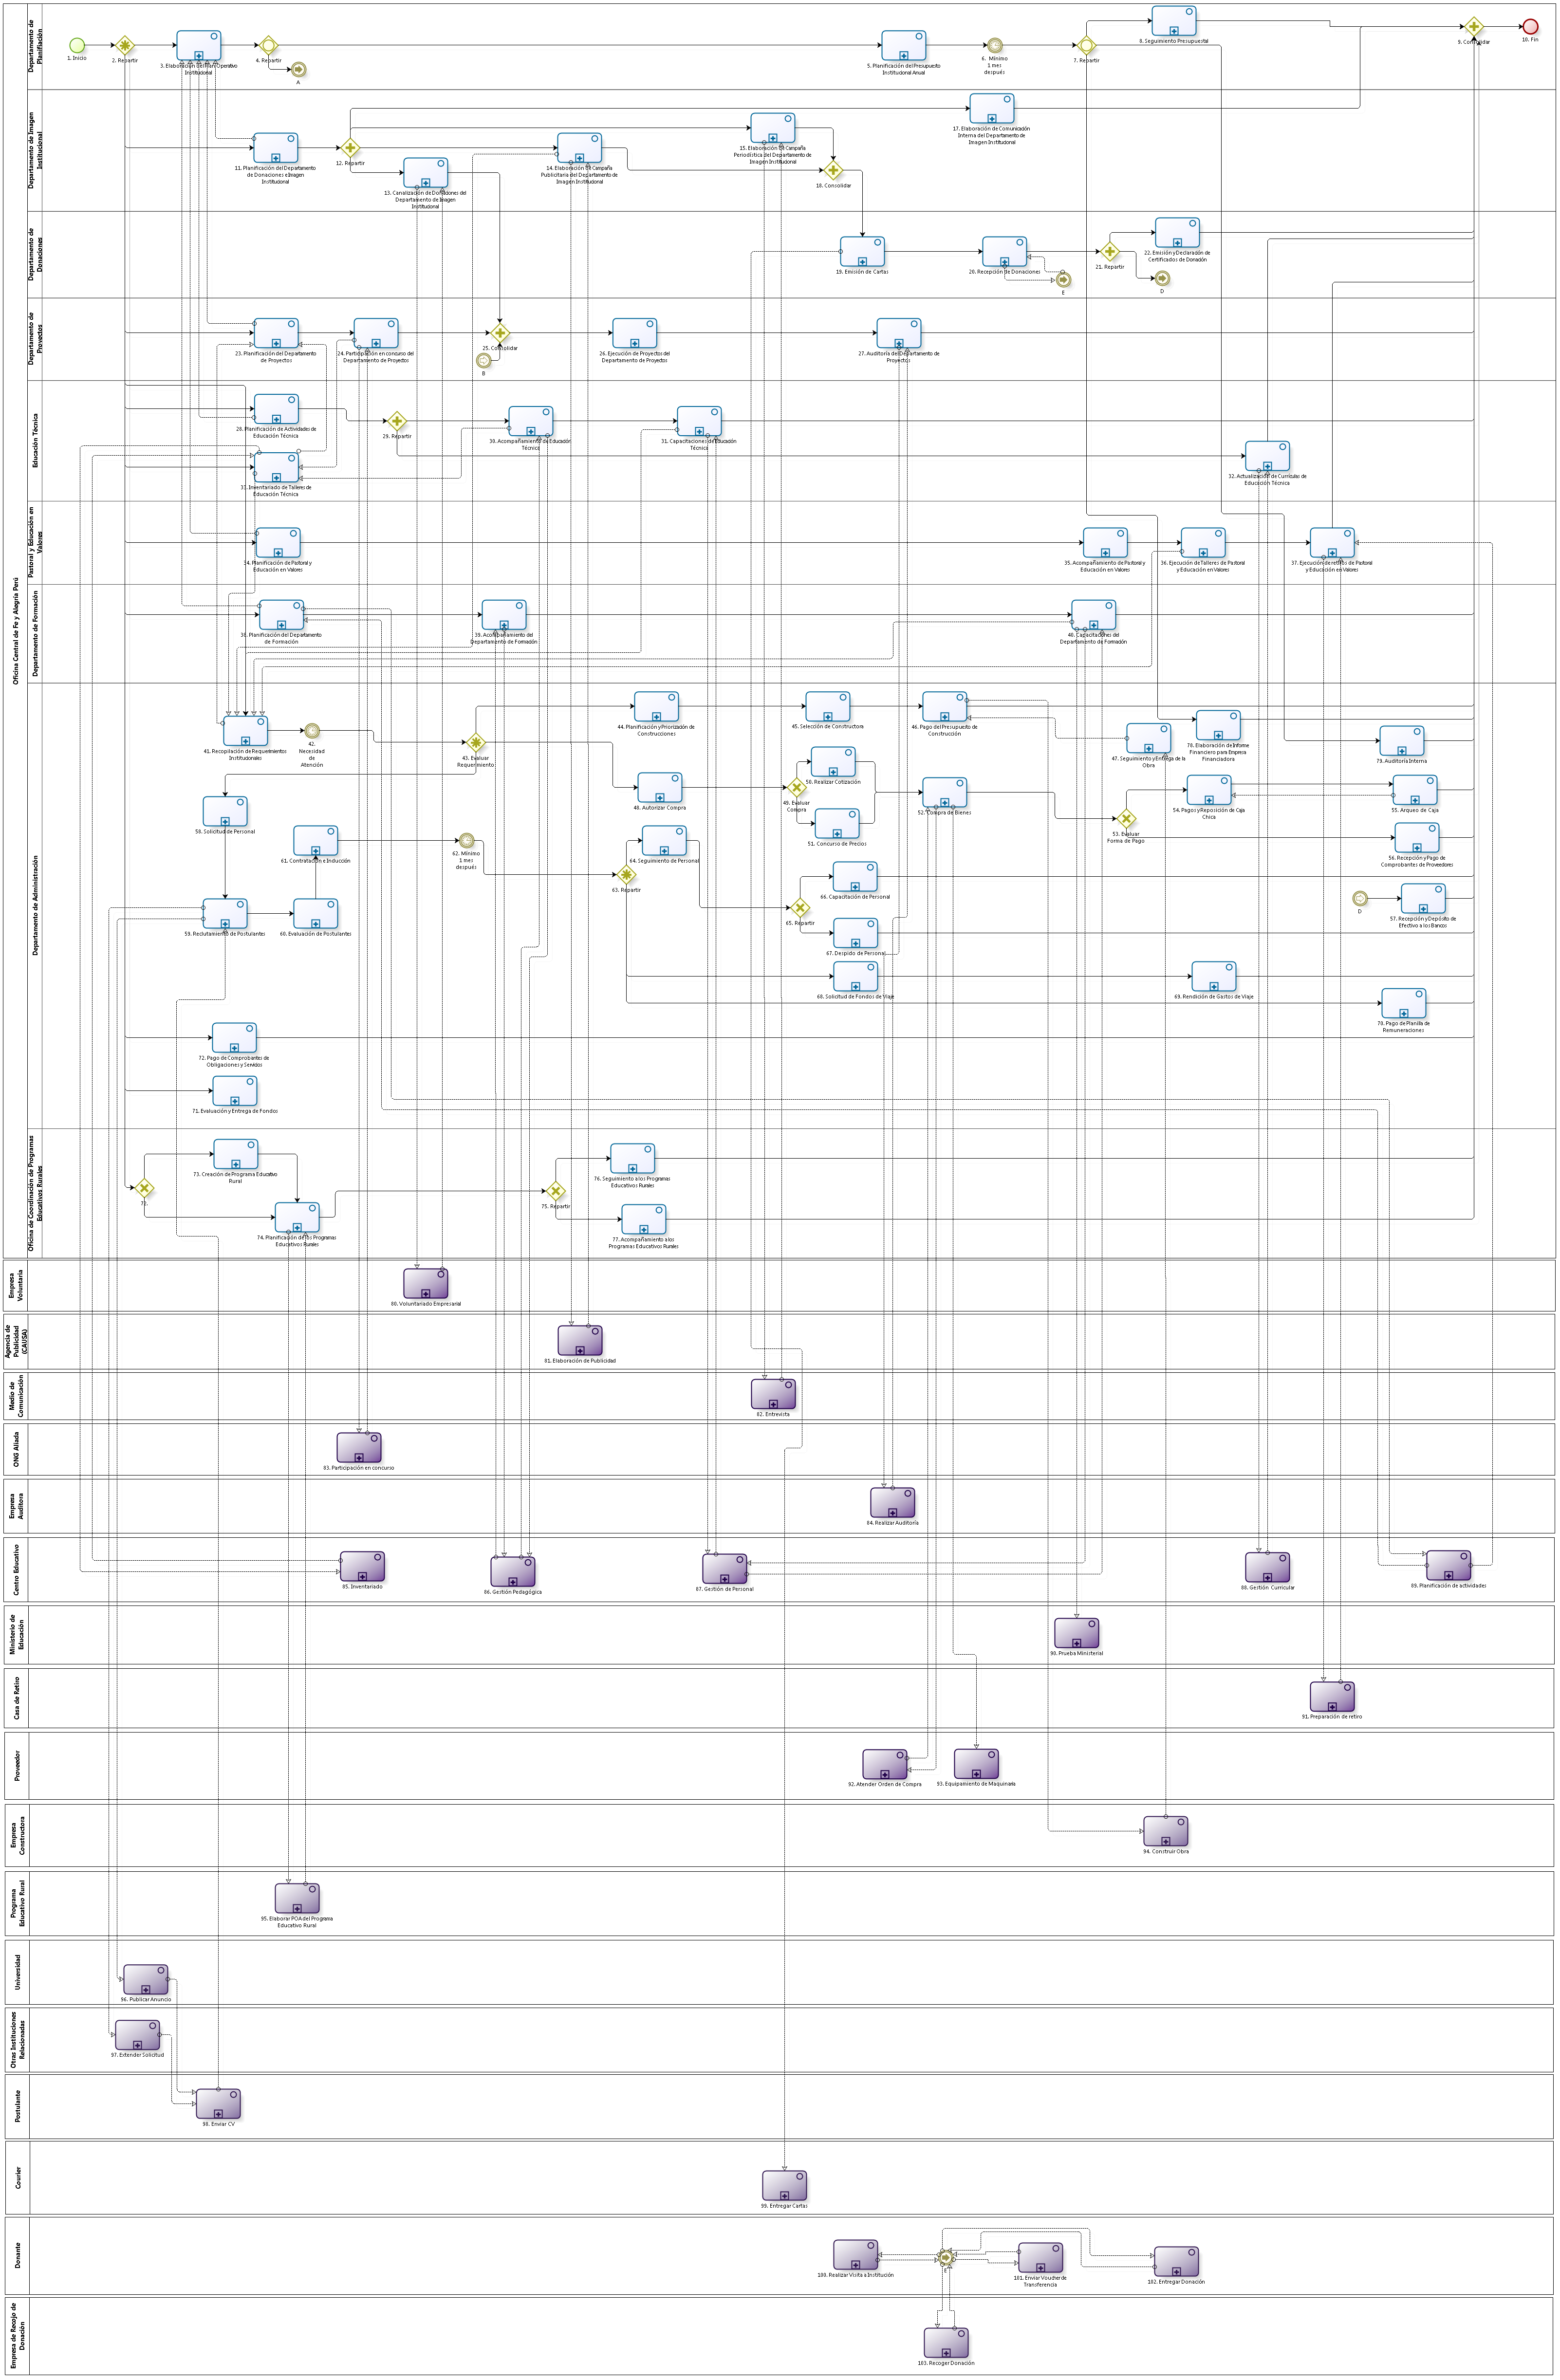 Oficina Central de Fe y Alegría Perú
Departamento de
Planificación
1. Inicio
2. Repartir
3. Elaboración del Plan Operativo
Institucional
4. Repartir
A
5. Planificación del Presupuesto
Institucional Anual
6. Mínimo
1 mes
después
7. Repartir
8. Seguimiento Presupuestal
9. Consolidar
10. Fin
Departamento de Imagen
Institucional
11. Planificación del Departamento
de Donaciones e Imagen
Institucional
12. Repartir
13. Canalización de Donaciones del
Departamento de Imagen
Institucional
14. Elaboración de Campaña
Publicitaria del Departamento de
Imagen Institucional
15. Elaboración de Campaña
Periodística del Departamento de
Imagen Institucional
17. Elaboración de Comunicación
Interna del Departamento de
Imagen Institucional
18. Consolidar
Departamento de
Donaciones
19. Emisión de Cartas
20. Recepción de Donaciones
E
21. Repartir
D
22. Emisión y Declaración de
Certificados de Donación
Departamento de
Proyectos
23. Planificación del Departamento
de Proyectos
24. Participación en concurso del
Departamento de Proyectos
25. Consolidar
B
26. Ejecución de Proyectos del
Departamento de Proyectos
27. Auditoría del Departamento de
Proyectos
Educación Técnica
28. Planificación de Actividades de
Educación Técnica
29. Repartir
30. Acompañamiento de Educación
Técnica
31. Capacitaciones de Educación
Técnica
32. Actualización de Currículas de
Educación Técnica
33. Inventariado de Talleres de
Educación Técnica
Pastoral y Educación en
Valores
34. Planificación de Pastoral y
Educación en Valores
35. Acompañamiento de Pastoral y
Educación en Valores
36. Ejecución de Talleres de Pastoral
y Educación en Valores
37. Ejecución de retiros de Pastoral
y Educación en Valores
Departamento de Formación
38. Planificación del Departamento
de Formación
39. Acompañamiento del
Departamento de Formación
40. Capacitaciones del
Departamento de Formación
Departamento de Administración
41. Recopilación de Requerimientos
Institucionales
42.
Necesidad
de
Atención
43. Evaluar
Requerimiento
44. Planificación y Priorización de
Construcciones
45. Selección de Constructora
46. Pago del Presupuesto de
Construcción
47. Seguimiento y Entrega de la
Obra
78. Elaboración de Informe
Financiero para Empresa
Financiadora
79. Auditoría Interna
48. Autorizar Compra
49. Evaluar
Compra
50. Realizar Cotización
51. Concurso de Precios
52. Compra de Bienes
53. Evaluar
Forma de Pago
54. Pagos y Reposición de Caja
Chica
55. Arqueo de Caja
56. Recepción y Pago de
Comprobantes de Proveedores
D
57. Recepción y Depósito de
Efectivo a los Bancos
58. Solicitud de Personal
59. Reclutamiento de Postulantes
60. Evaluación de Postulantes
61. Contratación e Inducción
62. Mínimo
1 mes
después
63. Repartir
64. Seguimiento de Personal
65. Repartir
66. Capacitación de Personal
67. Despido de Personal
68. Solicitud de Fondos de Viaje
69. Rendición de Gastos de Viaje
70. Pago de Planilla de
Remuneraciones
72. Pago de Comprobantes de
Obligaciones y Servicios
71. Evaluación y Entrega de Fondos
Oficina de Coordinación de Programas
Educativos Rurales
72.
73. Creación de Programa Educativo
Rural
74. Planificación de los Programas
Educativos Rurales
75. Repartir
76. Seguimiento a los Programas
Educativos Rurales
77. Acompañamiento a los
Programas Educativos Rurales
Empresa
Voluntaria
80. Voluntariado Empresarial
Agencia de
Publicidad
(CAUSA)
81. Elaboración de Publicidad
Medio de
Comunicación
82. Entrevista
ONG Aliada
83. Participación en concurso
Empresa
Auditora
84. Realizar Auditoría
Centro Educativo
85. Inventariado
86. Gestión Pedagógica
87. Gestión de Personal
88. Gestión Curricular
89. Planificación de actividades
Ministerio de
Educación
90. Prueba Ministerial
Casa de Retiro
91. Preparación de retiro
Proveedor
92. Atender Orden de Compra
93. Equipamiento de Maquinaria
Empresa
Constructora
94. Construir Obra
Programa
Educativo Rural
95. Elaborar POA del Programa
Educativo Rural
Universidad
96. Publicar Anuncio
Otras Instituciones
Relacionadas
97. Extender Solicitud
Postulante
98. Enviar CV
Courier
99. Entregar Cartas
Donante
100. Realizar Visita a Institución
E
101. Enviar Voucher de
Transferencia
102. Entregar Donación
Empresa de Recojo de
Donación
103. Recoger Donación